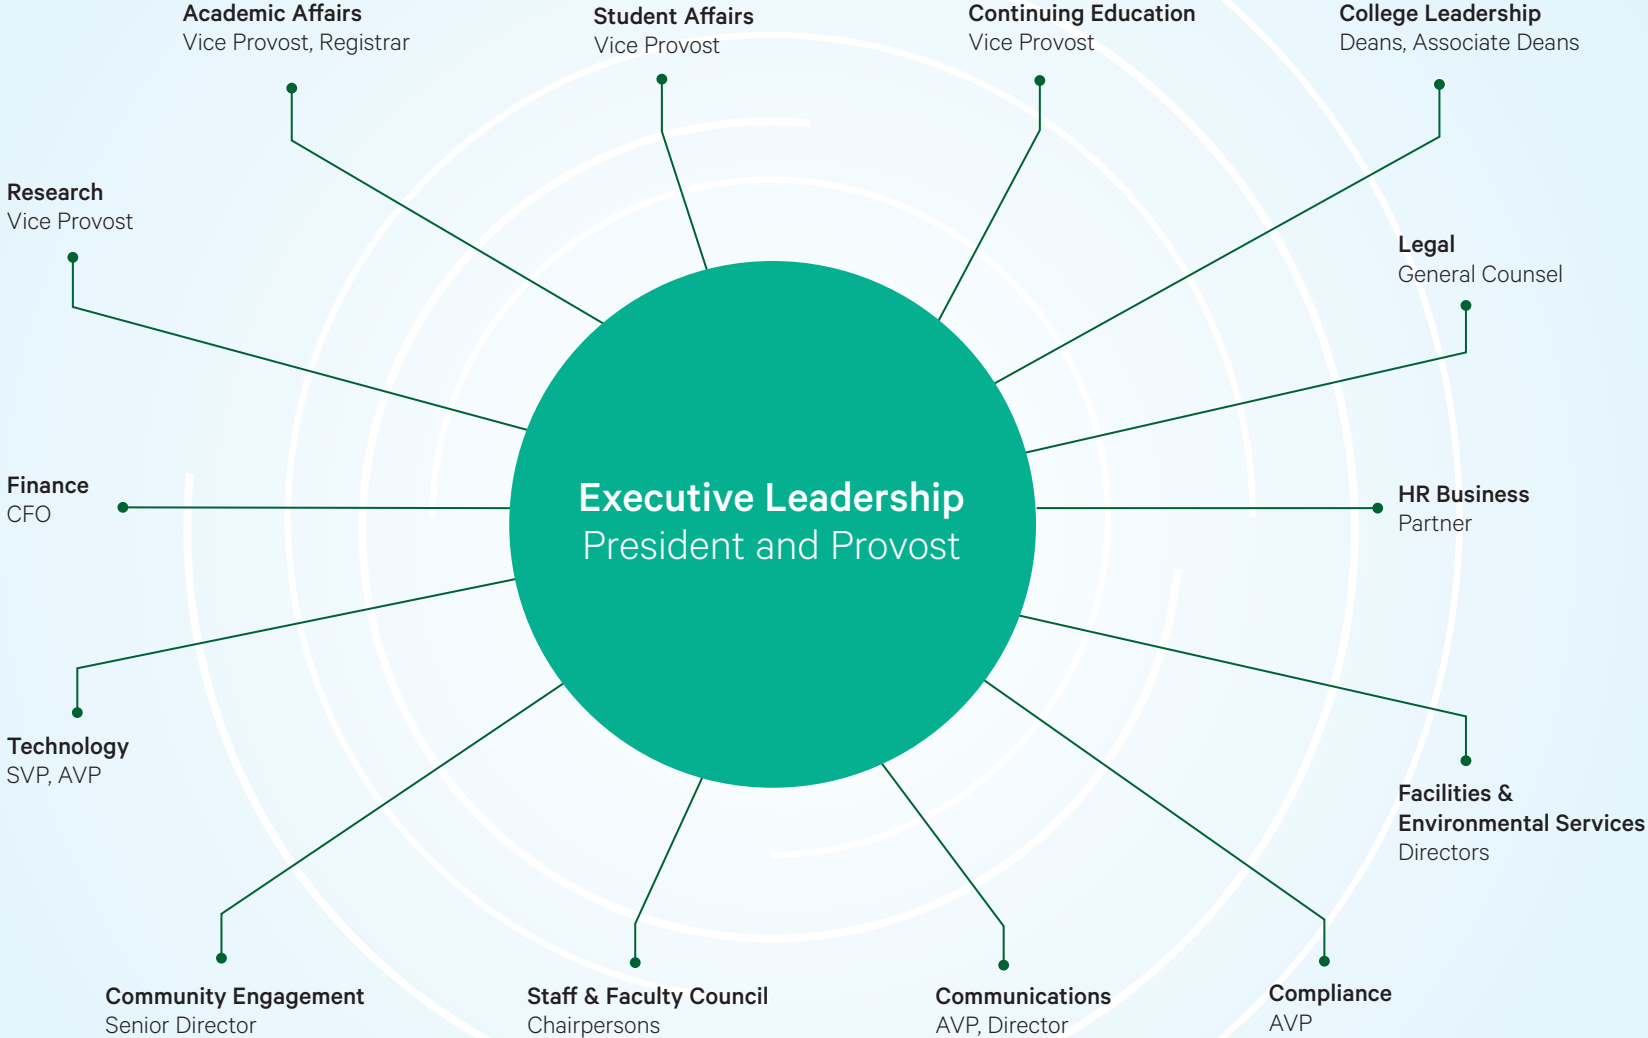 Academic Affairs
Vice Provost, Registrar
Student Affairs
Vice Provost
Continuing Education
Vice Provost
College Leadership
Deans, Associate Deans
Research
Vice Provost
Legal
General Counsel
Finance
CFO
Executive Leadership
President and Provost
HR Business
Partner
Technology
SVP, AVP
Facilities &
Environmental Services
Directors
Community Engagement
Senior Director
Staff & Faculty Council
Chairpersons
Communications
AVP, Director
Compliance
AVP